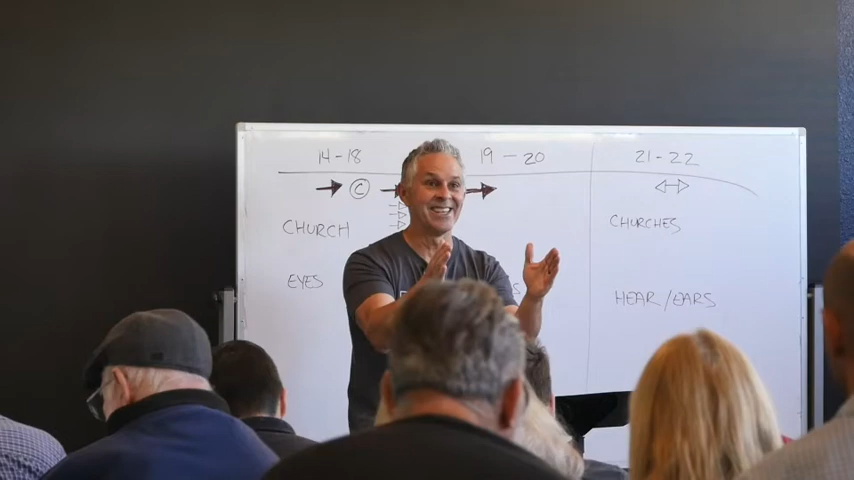 14-18 19-20 21-22
C
CHURCH CHURCHES
EYES HEAR/EARS